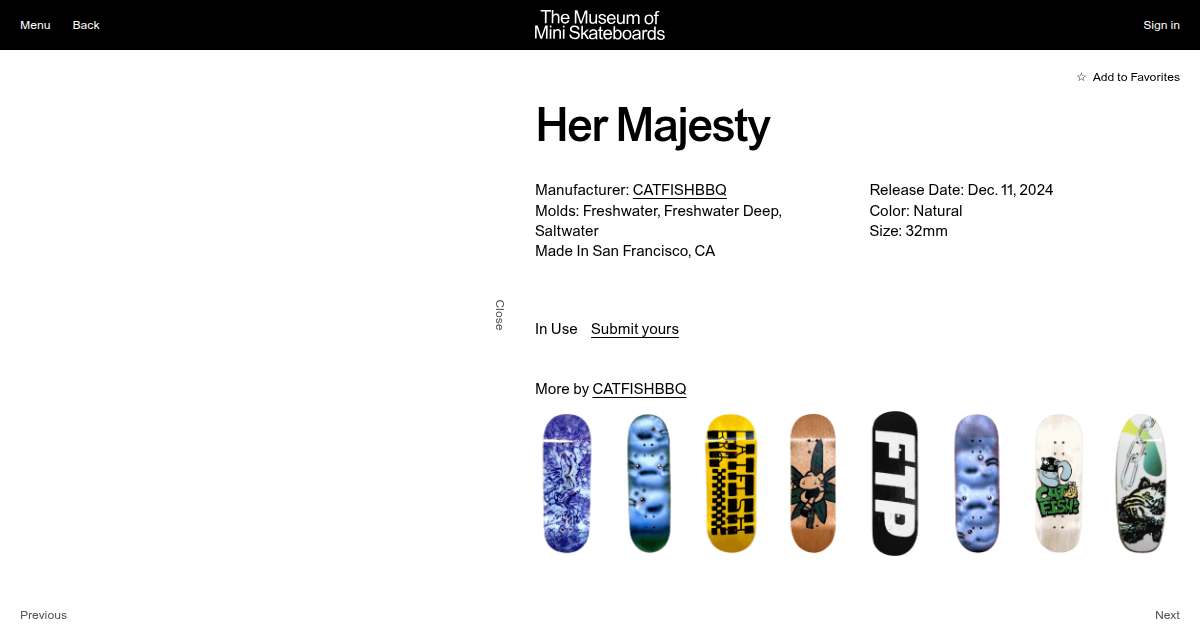 Menu
Back
The Museum of
Mini Skateboards
Sign in
☆ Add to Favorites
Her Majesty
Manufacturer: CATFISHBBQ
Molds: Freshwater, Freshwater Deep,
Saltwater
Made In San Francisco, CA
Release Date: Dec. 11, 2024
Color: Natural
Size: 32mm
Close
In Use
Submit yours
More by CATFISHBBQ
FTP
Previous
Next